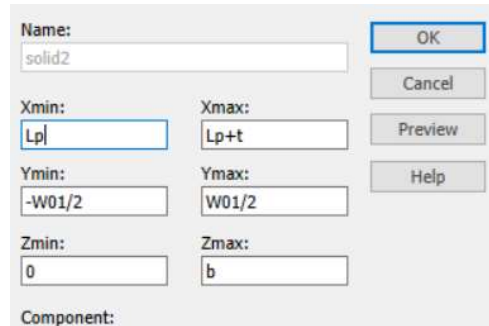 Name:
OK
solid2
Cancel
Xmin:
Xmax:
Lp
Lp+t
Preview
Ymin:
Ymax:
Help
-W01/2
W01/2
Zmin:
Zmax:
0
b
Component: